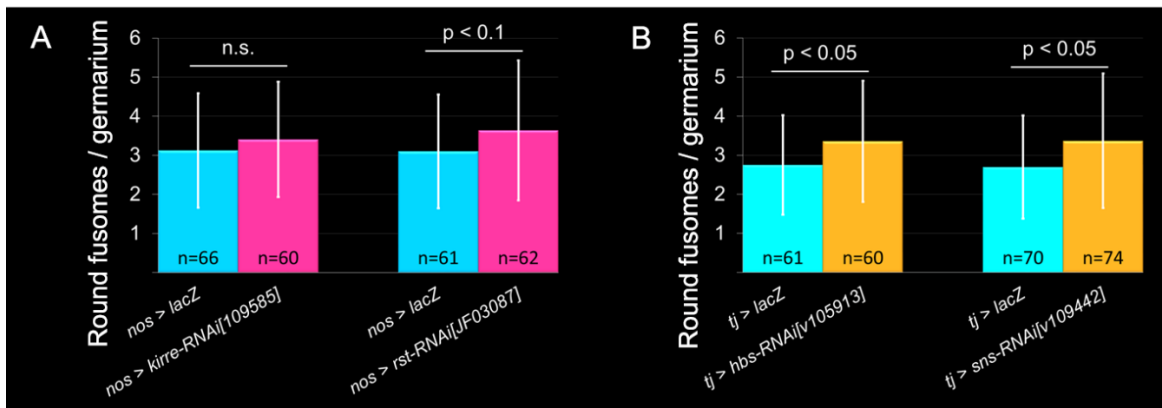 A
Round fusomes / germarium
6
5
4
3
2
1
n.s.
p < 0.1
n=66
n=60
n=61
n=62
nos > lacZ
nos > kirre-RNAi[109585]
nos > lacZ
nos > rst-RNAi[JF03087]
B
Round fusomes / germarium
6
5
4
3
2
1
p < 0.05
p < 0.05
n=61
n=60
n=70
n=74
tj > lacZ
tj > hbs-RNAi[v105913]
tj > lacZ
tj > sns-RNAi[v109442]